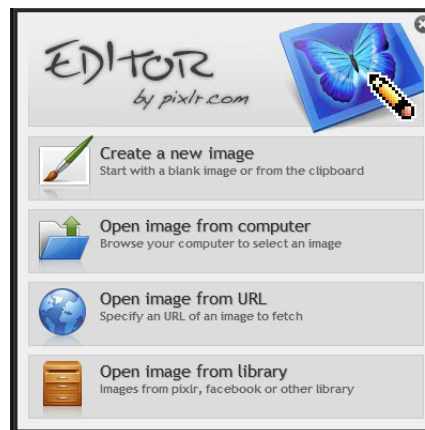 EDITOR
by pixlr.com
Create a new image
Start with a blank image or from the clipboard
Open image from computer
Browse your computer to select an image
Open image from URL
Specify an URL of an image to fetch
Open image from library
Images from pixlr, facebook or other library